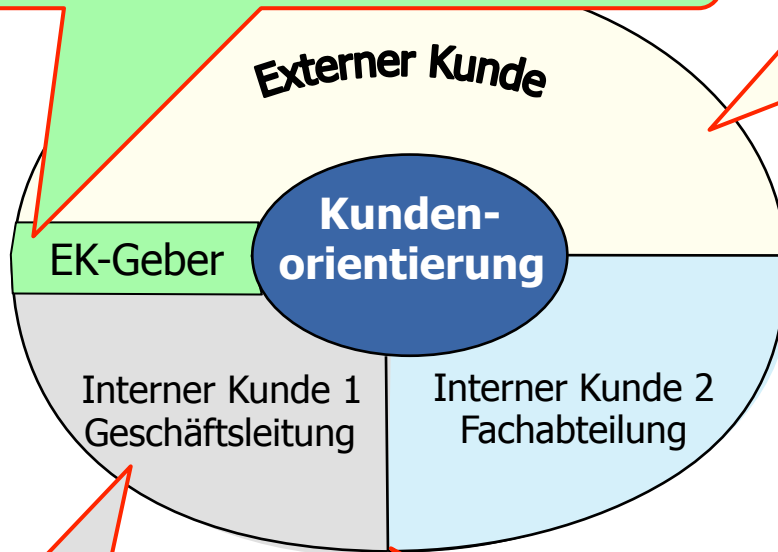 Externer Kunde
Kunden-
orientierung
EK-Geber
Interner Kunde 1
Geschäftsleitung
Interner Kunde 2
Fachabteilung